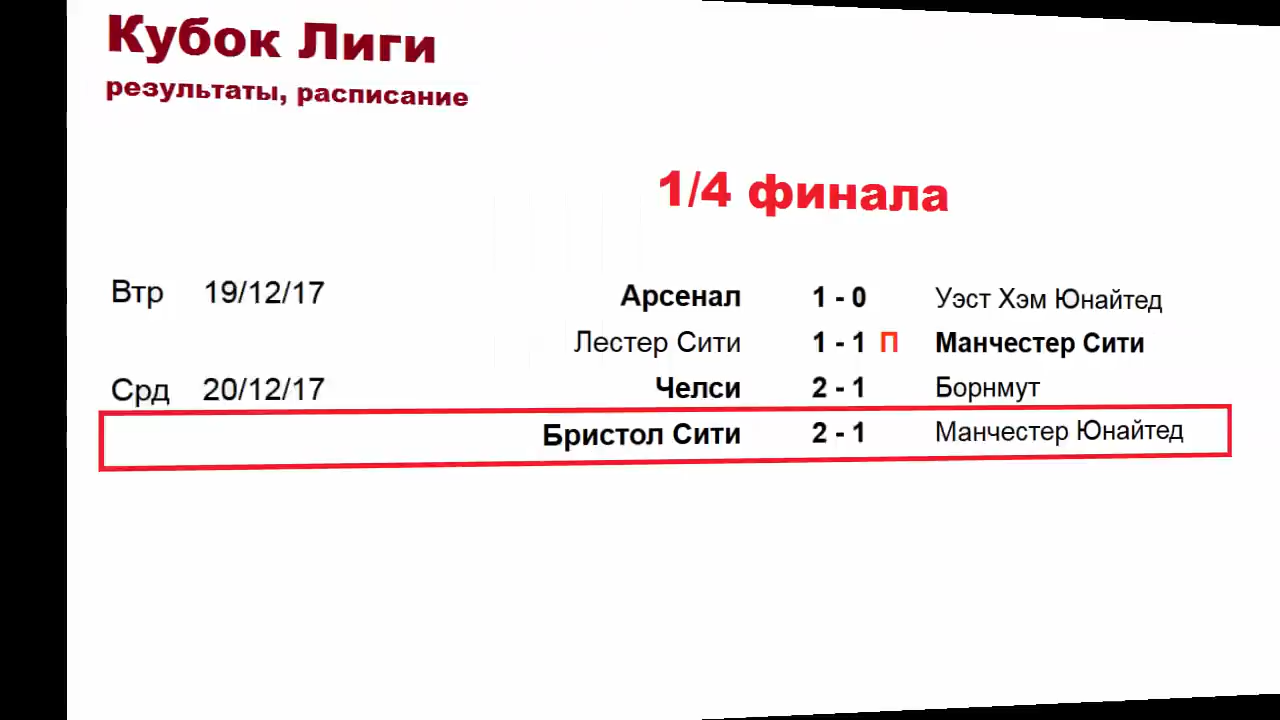 Кубок Лиги
результаты, расписание
1/4 финала
Втр 19/12/17 Арсенал 1 - 0 Уэст Хэм Юнайтед
Лестер Сити 1 - 1 П Манчестер Сити
Срд 20/12/17 Челси 2 - 1 Борнмут
Бристол Сити 2 - 1 Манчестер Юнайтед